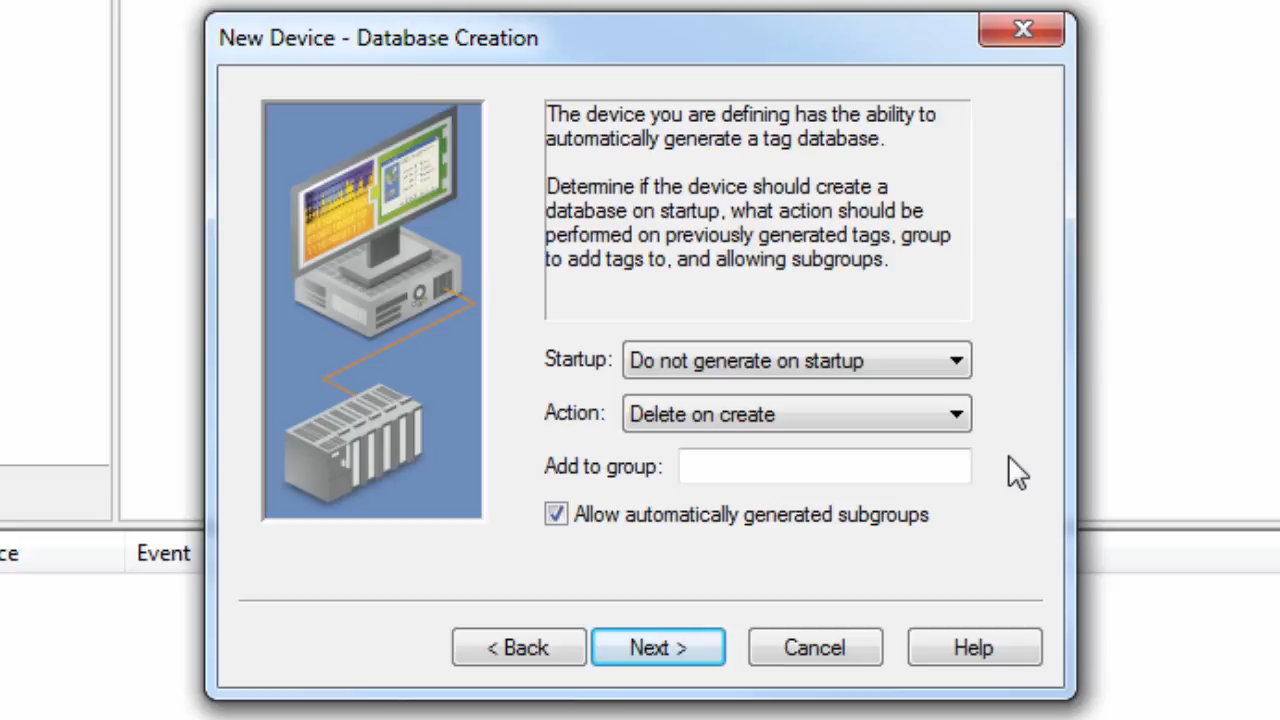 New Device - Database Creation
The device you are defining has the ability to
automatically generate a tag database.
Determine if the device should create a
database on startup, what action should be
performed on previously generated tags, group
to add tags to, and allowing subgroups.
Startup: Do not generate on startup
Action: Delete on create
Add to group:
Allow automatically generated subgroups
ce Event
< Back Next > Cancel Help